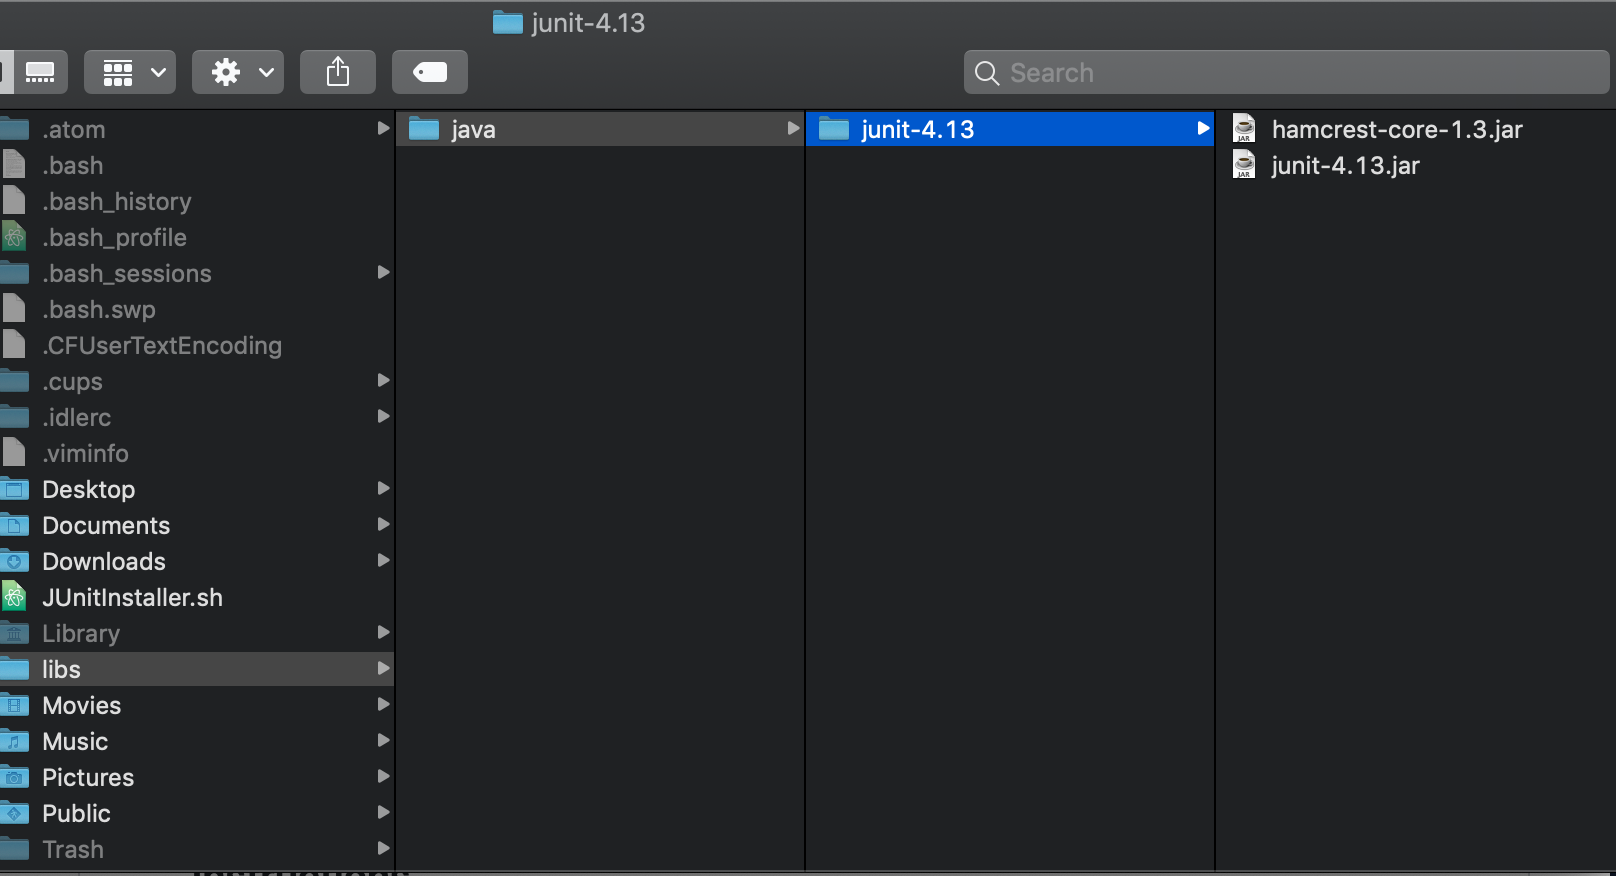 junit-4.13
Search
.atom
.bash
.bash_history
.bash_profile
.bash_sessions
.bash.swp
.CFUserTextEncoding
.cups
.idlerc
.viminfo
Desktop
Documents
Downloads
JUnitInstaller.sh
Library
libs
Movies
Music
Pictures
Public
Trash
java
junit-4.13
hamcrest-core-1.3.jar
junit-4.13.jar
JAR
JAR